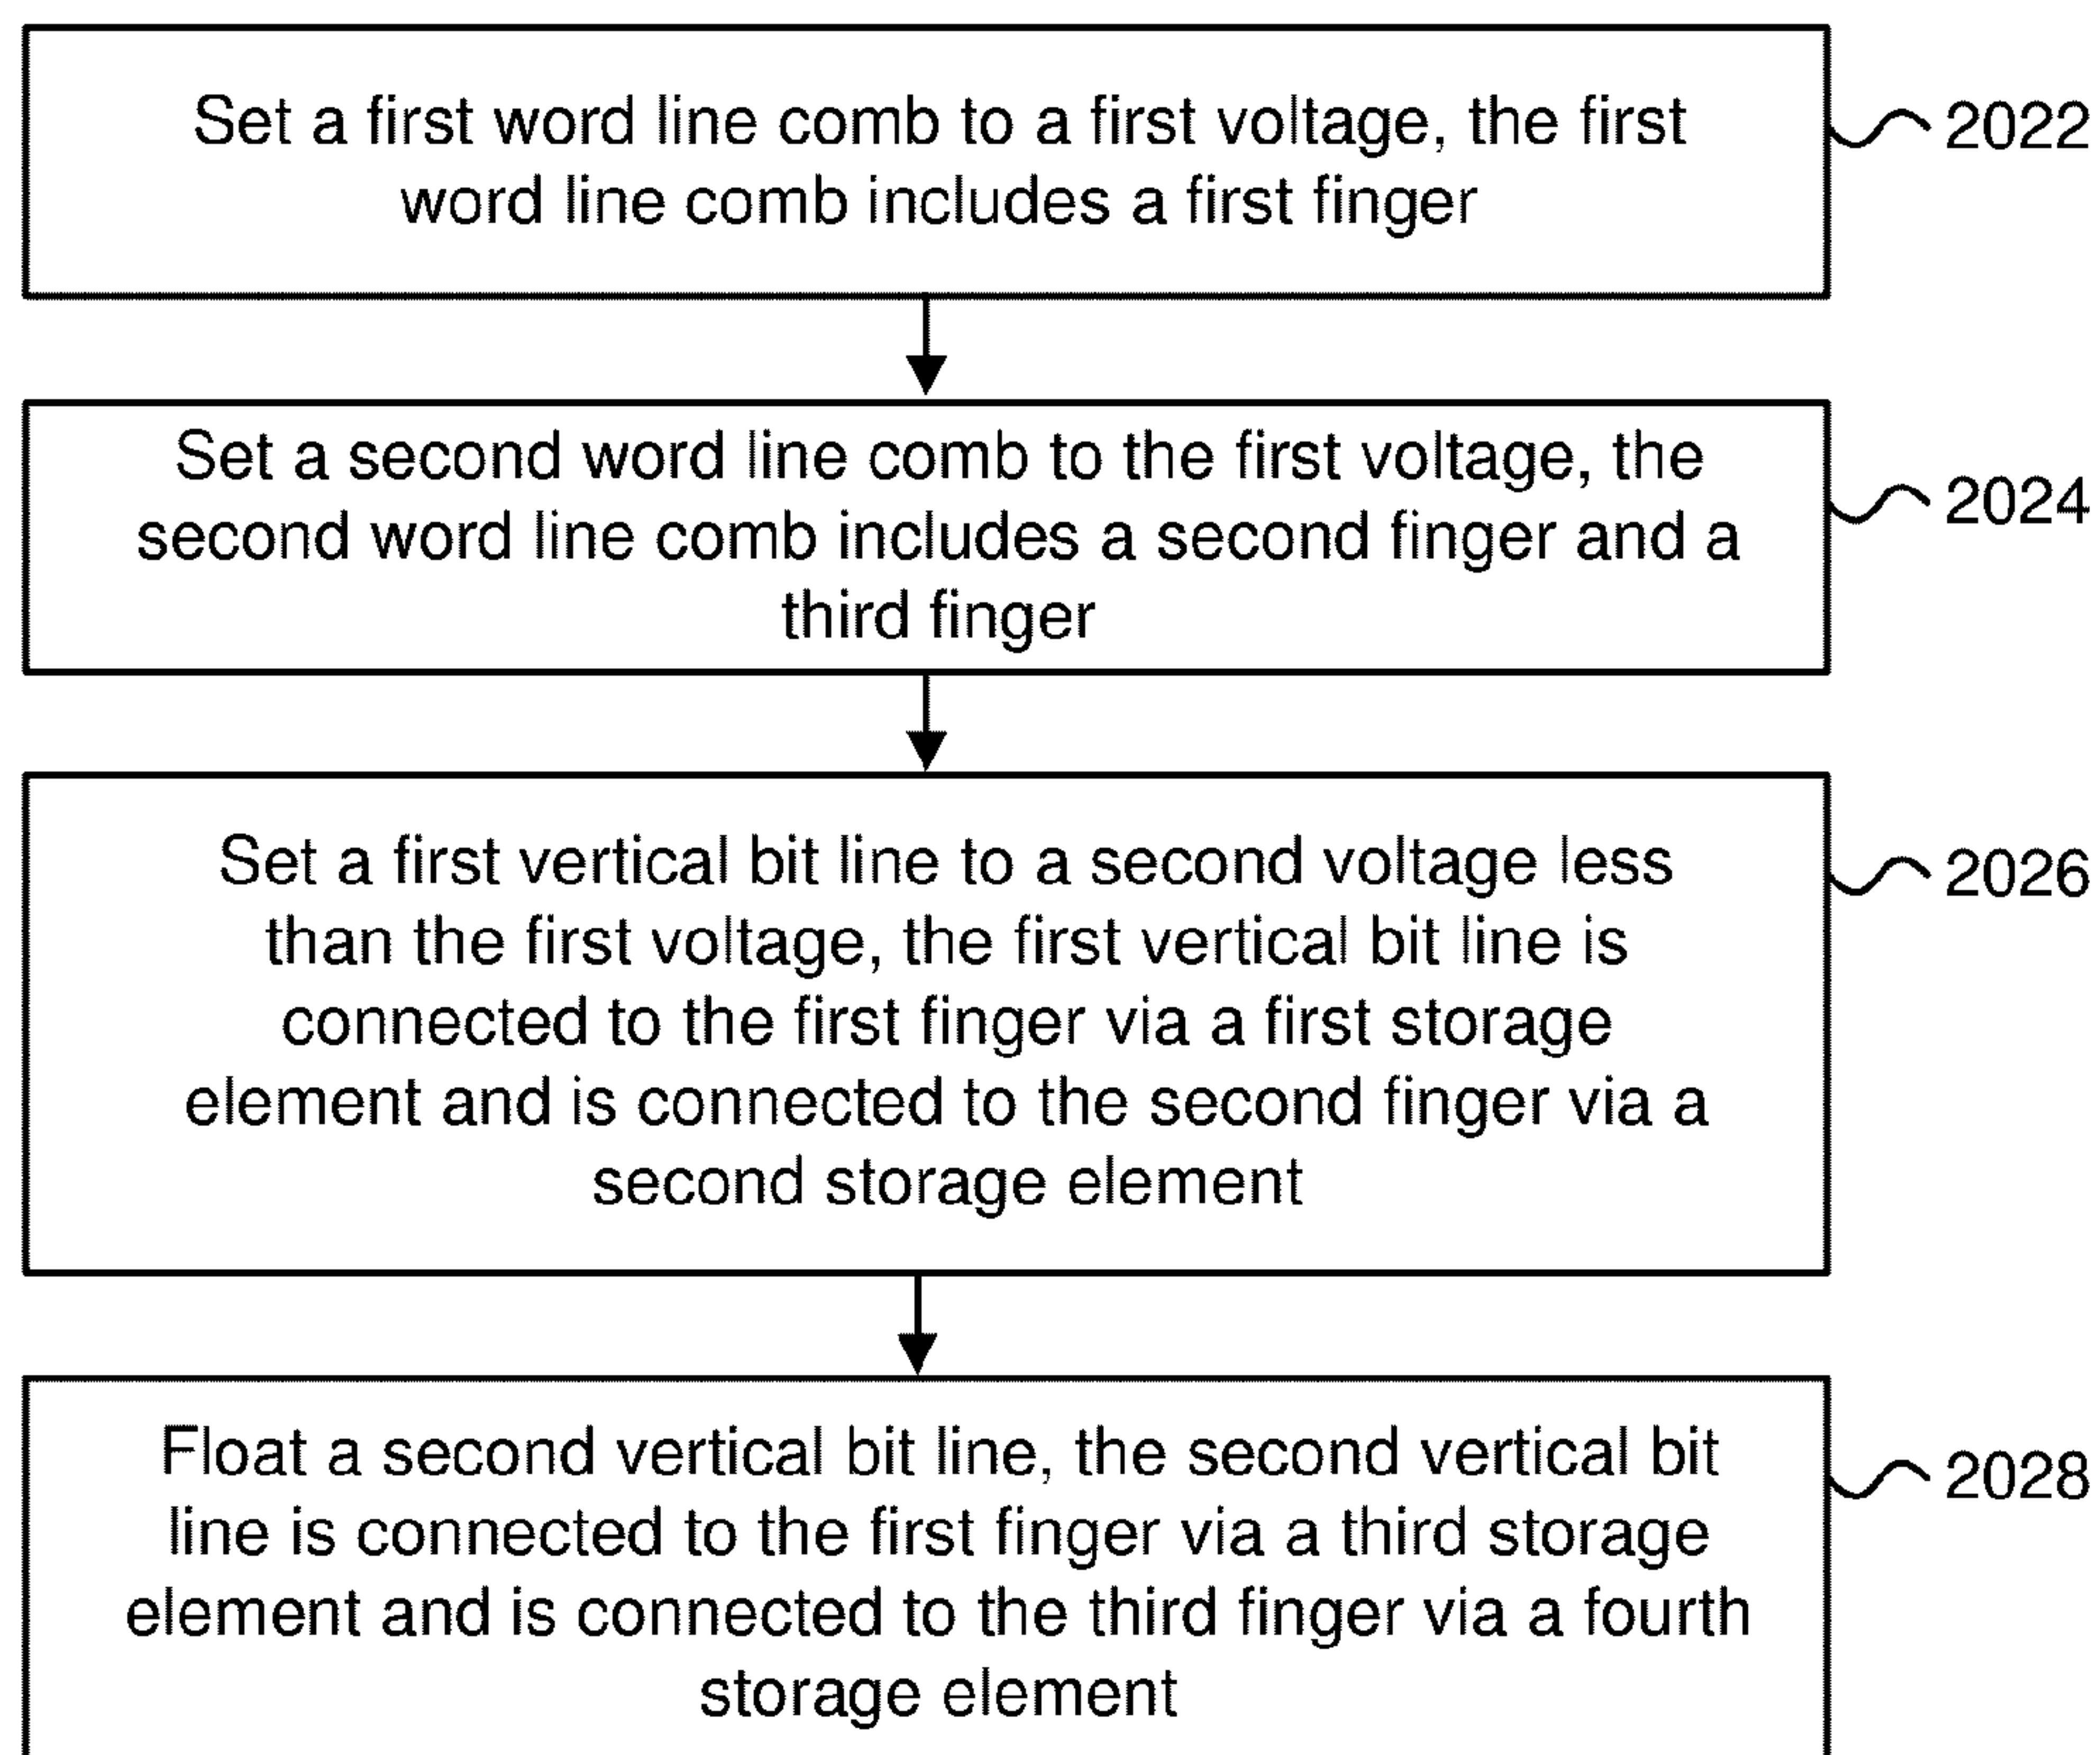 Set a first word line comb to a first voltage, the first
word line comb includes a first finger
2022
Set a second word line comb to the first voltage, the
second word line comb includes a second finger and a
third finger
2024
Set a first vertical bit line to a second voltage less
than the first voltage, the first vertical bit line is
connected to the first finger via a first storage
element and is connected to the second finger via a
second storage element
2026
Float a second vertical bit line, the second vertical bit
line is connected to the first finger via a third storage
element and is connected to the third finger via a fourth
storage element
2028